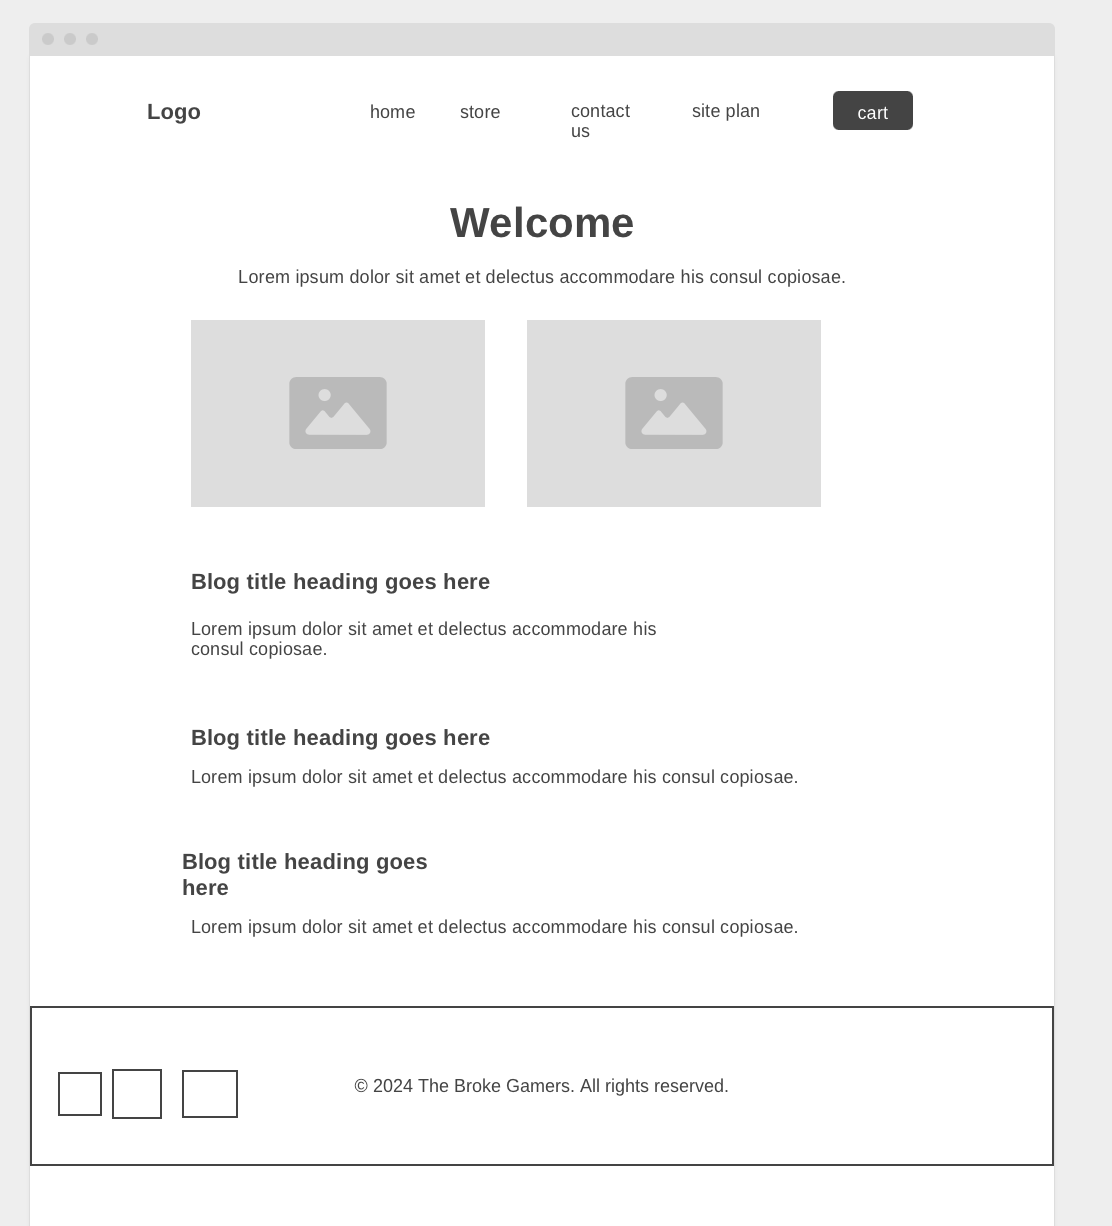 Logo
home
store
contact
us
site plan
cart
Welcome
Lorem ipsum dolor sit amet et delectus accommodare his consul copiosae.
Blog title heading goes here
Lorem ipsum dolor sit amet et delectus accommodare his
consul copiosae.
Blog title heading goes here
Lorem ipsum dolor sit amet et delectus accommodare his consul copiosae.
Blog title heading goes
here
Lorem ipsum dolor sit amet et delectus accommodare his consul copiosae.
© 2024 The Broke Gamers. All rights reserved.